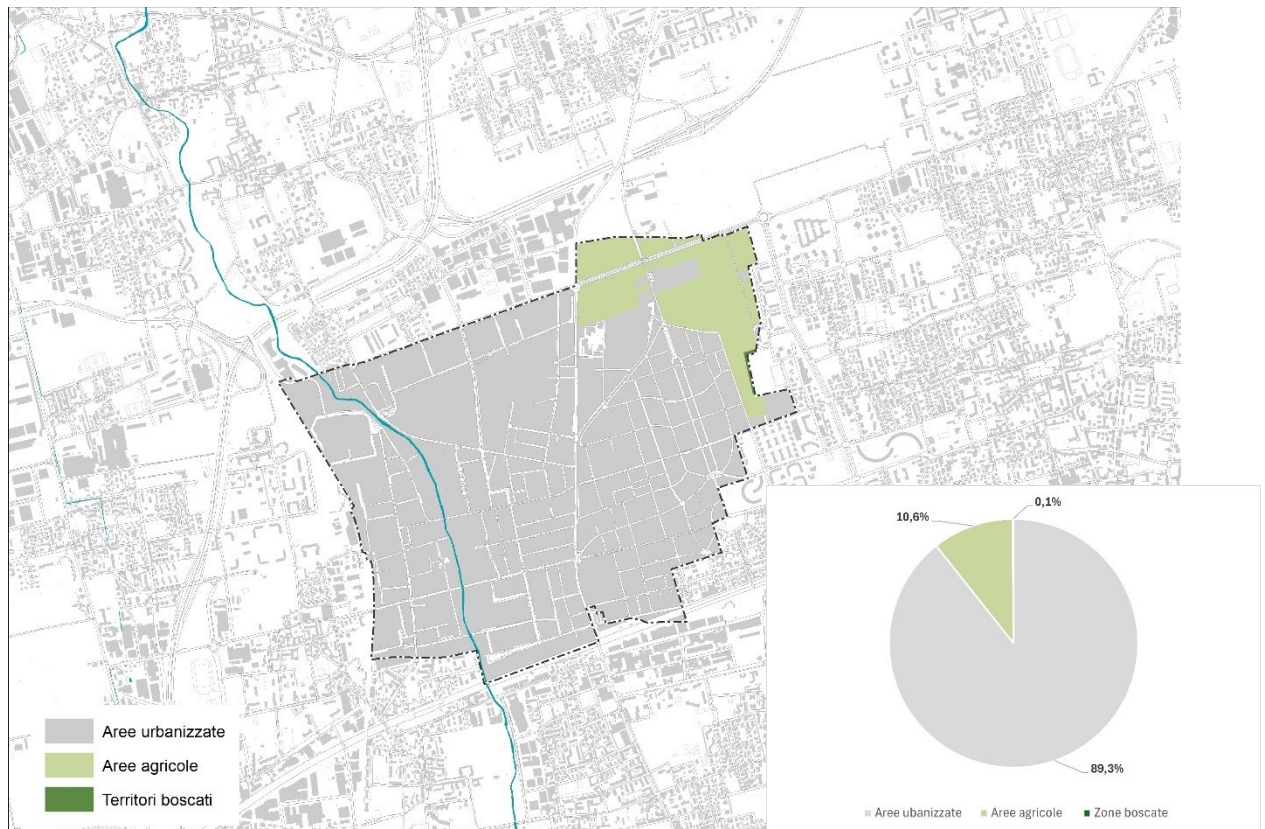 Aree urbanizzate
Aree agricole
Territori boscati
0,1%
10,6%
89,3%
Aree ubanizzate Aree agricole Zone boscate